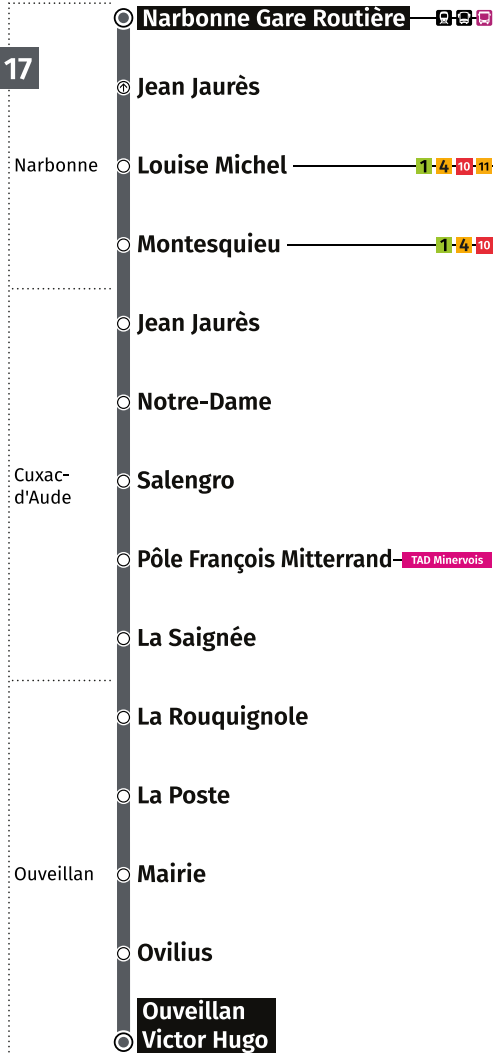 Narbonne Gare Routière
17
Jean Jaurès
Narbonne
Louise Michel 1 4 10 11
Montesquieu 1 4 10
Jean Jaurès
Notre-Dame
Cuxac-
d'Aude
Salengro
Pôle François Mitterrand TAD Minervois
La Saignée
La Rouquignole
La Poste
Ouveillan
Mairie
Ovilius
Ouveillan
Victor Hugo